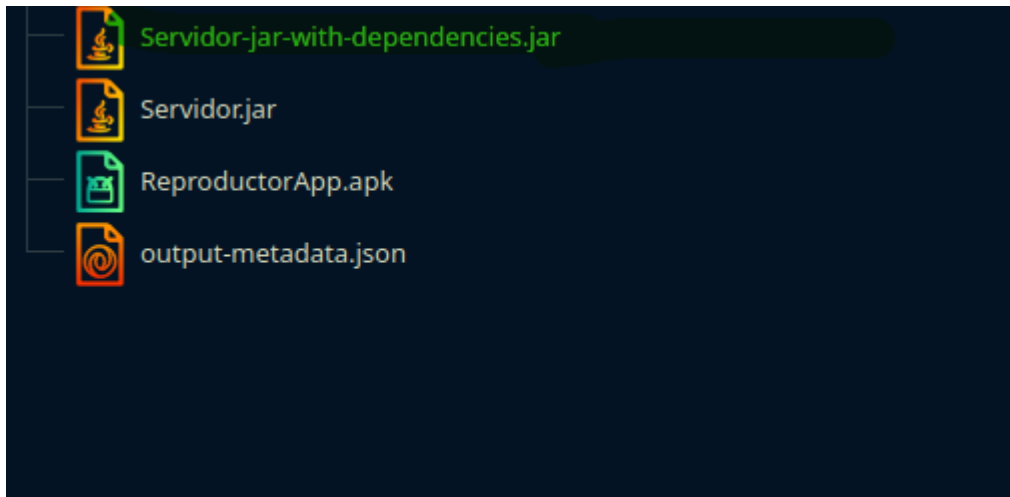 Servidor-jar-with-dependencies.jar
Servidor.jar
ReproductorApp.apk
output-metadata.json